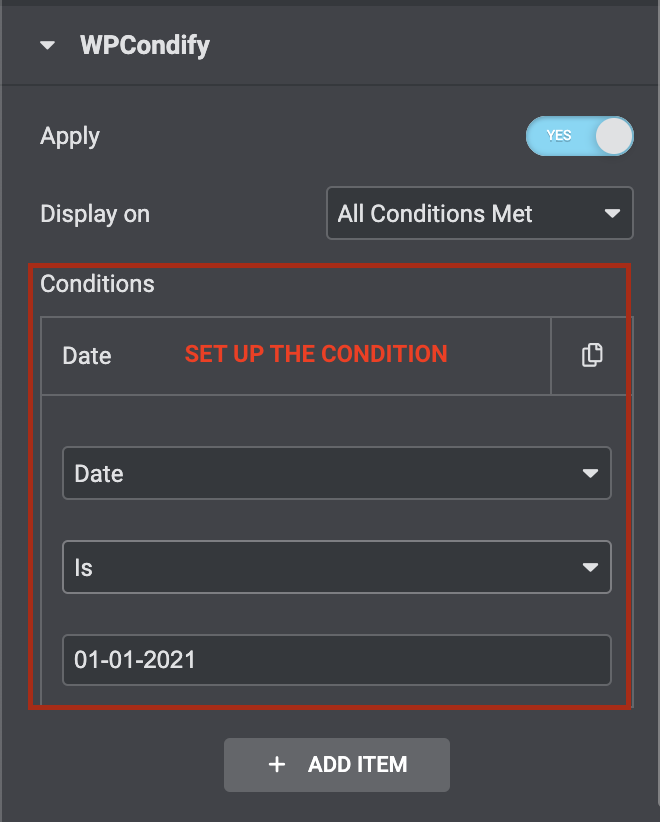 WPCondify
Apply YES
Display on All Conditions Met
Conditions
Date SET UP THE CONDITION
Date
Is
01-01-2021
+ ADD ITEM